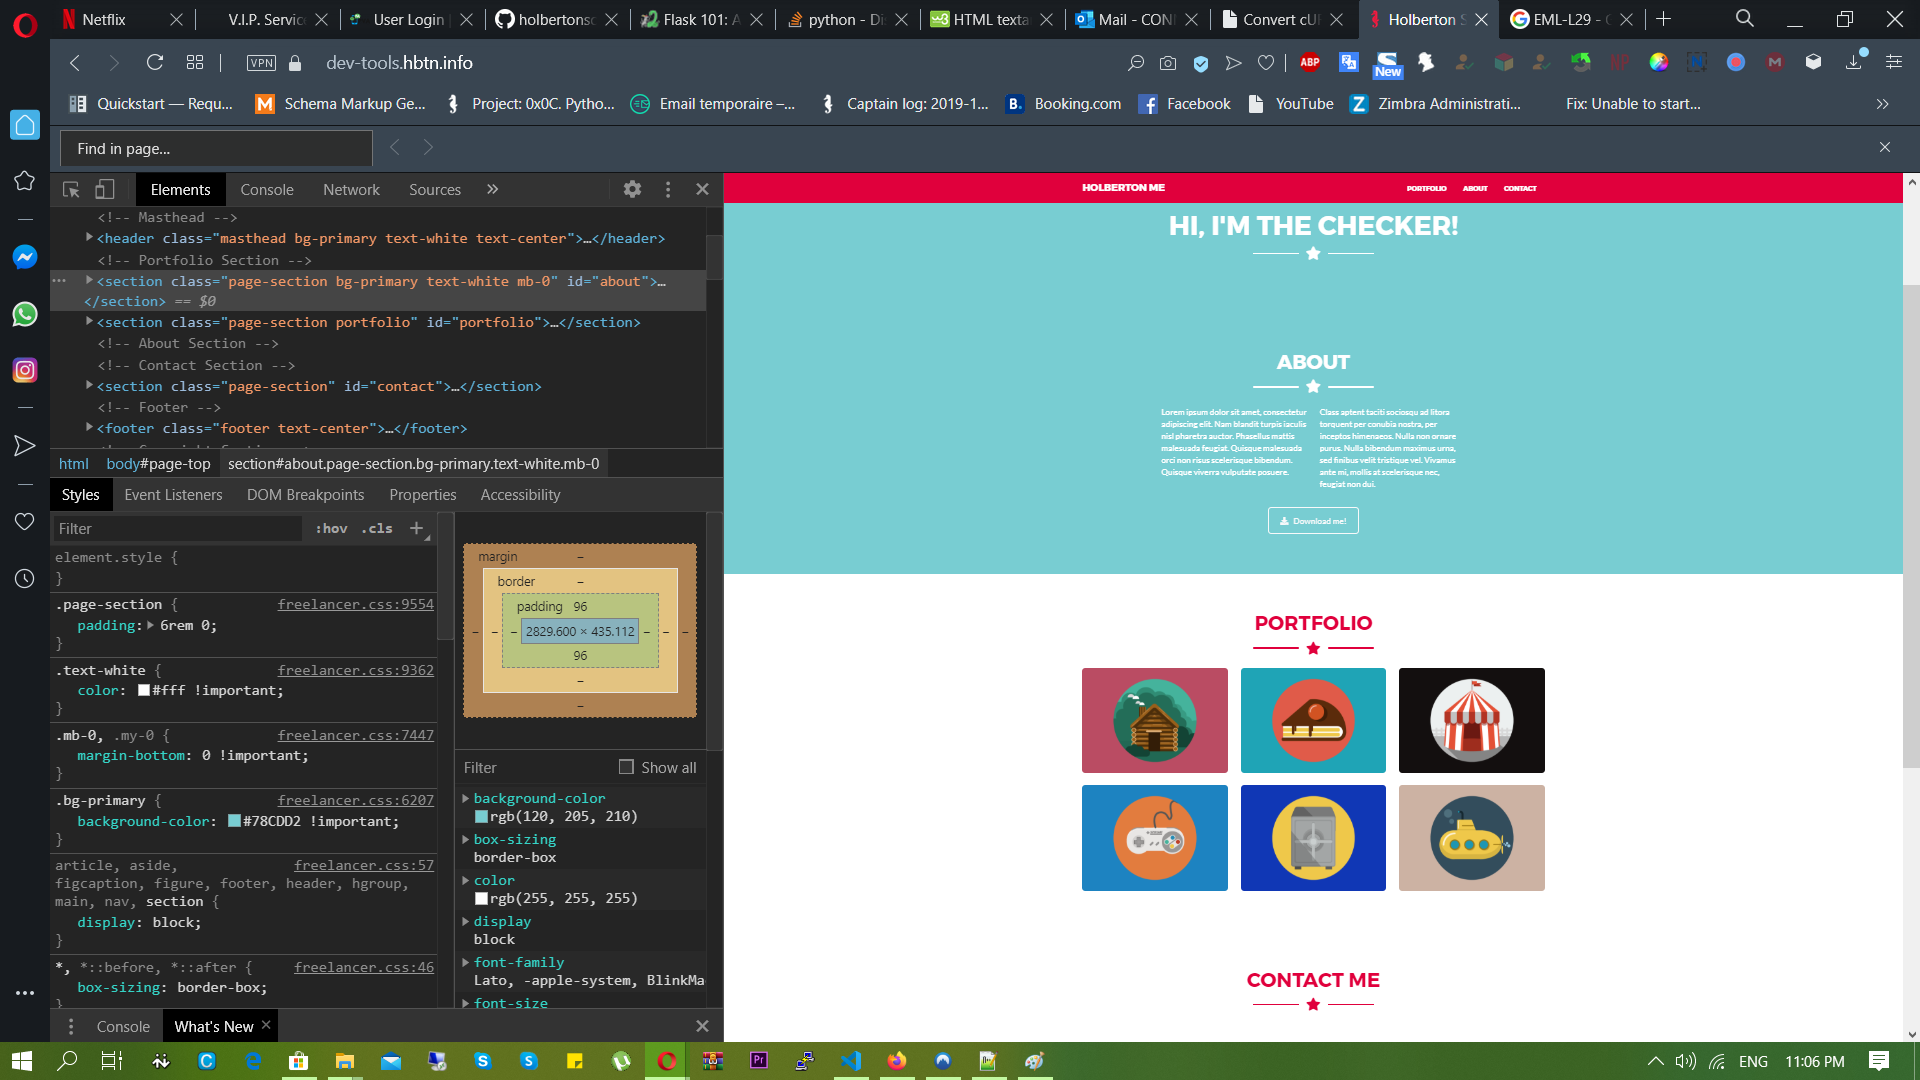 Netflix
V.I.P. Servic
User Login
holbertons
Flask 101: A
python - Di
HTML texta
Mail - CON
Convert cU
Holberton S
EML-L29 - G
VPN
dev-tools.hbtn.info
ABP
New
Quickstart — Requ...
Schema Markup Ge...
Project: 0x0C. Pytho...
Email temporaire –...
Captain log: 2019-1...
Booking.com
Facebook
YouTube
Zimbra Administrati...
Fix: Unable to start...
Find in page...
Elements
Console
Network
Sources
<!-- Masthead -->
<header class="masthead bg-primary text-white text-center">…</header>
<!-- Portfolio Section -->
<section class="page-section bg-primary text-white mb-0" id="about">…
</section> == $0
<section class="page-section portfolio" id="portfolio">…</section>
<!-- About Section -->
<!-- Contact Section -->
<section class="page-section" id="contact">…</section>
<!-- Footer -->
<footer class="footer text-center">…</footer>
html body#page-top section#about.page-section.bg-primary.text-white.mb-0
Styles
Event Listeners
DOM Breakpoints
Properties
Accessibility
Filter
:hov .cls +
element.style {
}
.page-section { freelancer.css:9554
padding: 6rem 0;
}
.text-white { freelancer.css:9362
color: #fff !important;
}
.mb-0, .my-0 { freelancer.css:7447
margin-bottom: 0 !important;
}
.bg-primary { freelancer.css:6207
background-color: #78CDD2 !important;
}
article, aside, freelancer.css:57
figcaption, figure, footer, header, hgroup,
main, nav, section {
display: block;
}
*, *::before, *::after { freelancer.css:46
box-sizing: border-box;
}
margin –
border –
padding 96
– – – 2829.600 × 435.112 – – –
96
–
–
Filter
Show all
background-color
rgb(120, 205, 210)
box-sizing
border-box
color
rgb(255, 255, 255)
display
block
font-family
Lato, -apple-system, BlinkMa
font-size
Console
What's New
HOLBERTON ME
PORTFOLIO
ABOUT
CONTACT
HI, I'M THE CHECKER!
ABOUT
Lorem ipsum dolor sit amet, consectetur
adipiscing elit. Nam blandit turpis iaculis
nisl pharetra auctor. Phasellus mattis
malesuada feugiat. Quisque malesuada
orci non risus scelerisque bibendum.
Quisque viverra vulputate posuere.
Class aptent taciti sociosqu ad litora
torquent per conubia nostra, per
inceptos himenaeos. Nulla non ornare
purus. Nulla bibendum maximus urna,
sed finibus velit tristique vel. Vivamus
ante mi, mollis at scelerisque nec,
feugiat non dui.
Download me!
PORTFOLIO
CONTACT ME
ENG
11:06 PM